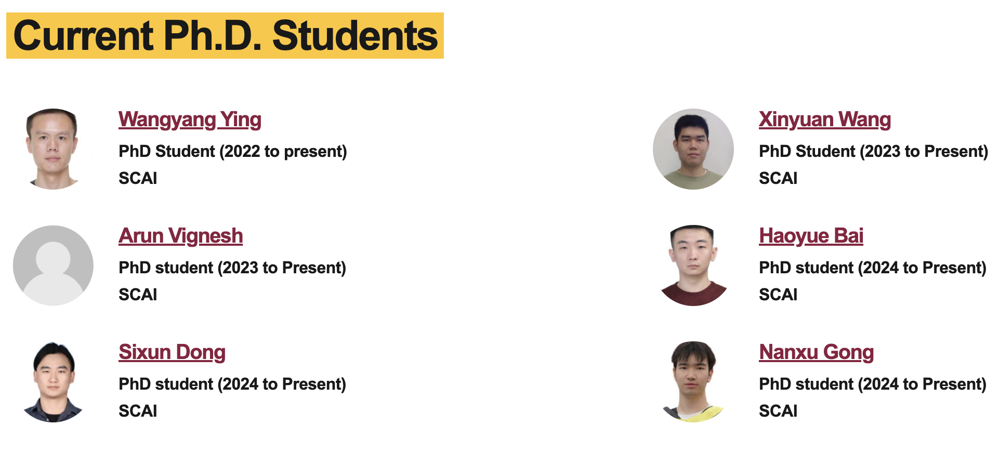 Current Ph.D. Students
Wangyang Ying
PhD Student (2022 to present)
SCAI
Xinyuan Wang
PhD Student (2023 to Present)
SCAI
Arun Vignesh
PhD student (2023 to Present)
SCAI
Haoyue Bai
PhD student (2024 to Present)
SCAI
Sixun Dong
PhD student (2024 to Present)
SCAI
Nanxu Gong
PhD student (2024 to Present)
SCAI